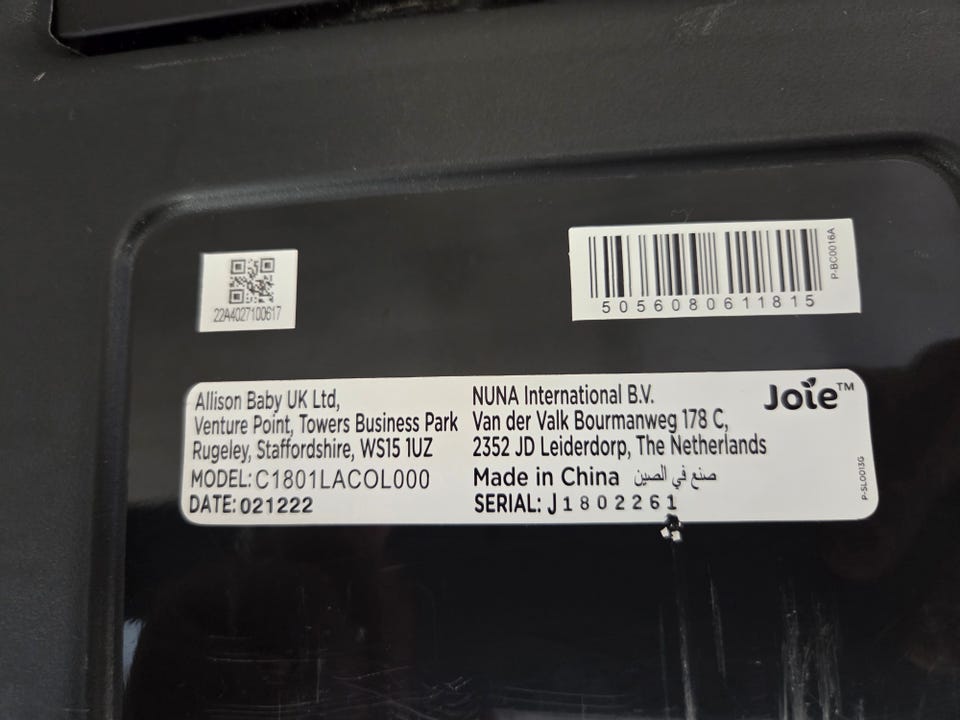 22A4027100617
5056080611815
P-BC0016A
Allison Baby UK Ltd,
Venture Point, Towers Business Park
Rugeley, Staffordshire, WS15 1UZ
MODEL: C1801LACOL000
DATE: 021222
NUNA International B.V.
Van der Valk Bourmanweg 178 C,
2352 JD Leiderdorp, The Netherlands
Made in China صنع في الصين
SERIAL: J1802261
Joie™
P-SL0013G